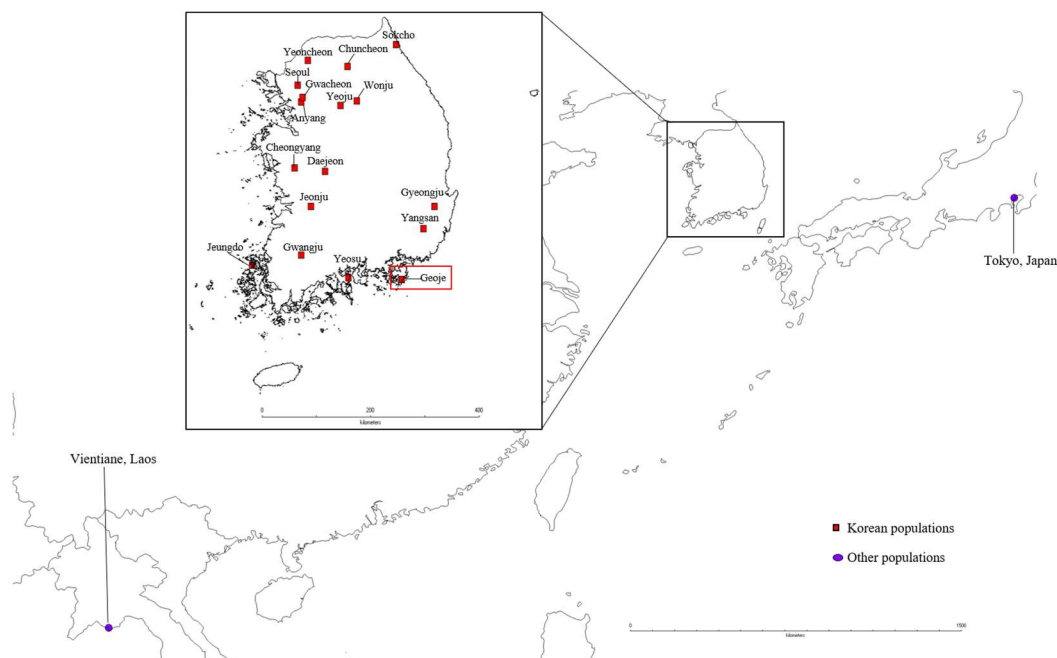 Sokcho
Yeoncheon
Chuncheon
Seoul
Gwacheon
Wonju
Yeoju
Anyang
Cheongyang
Daejeon
Jeonju
Gyeongju
Yangsan
Jeungdo
Gwangju
Yeosu
Geoje
0 200 400
kilometers
Tokyo, Japan
Vientiane, Laos
Korean populations
Other populations
0 1500
kilometers